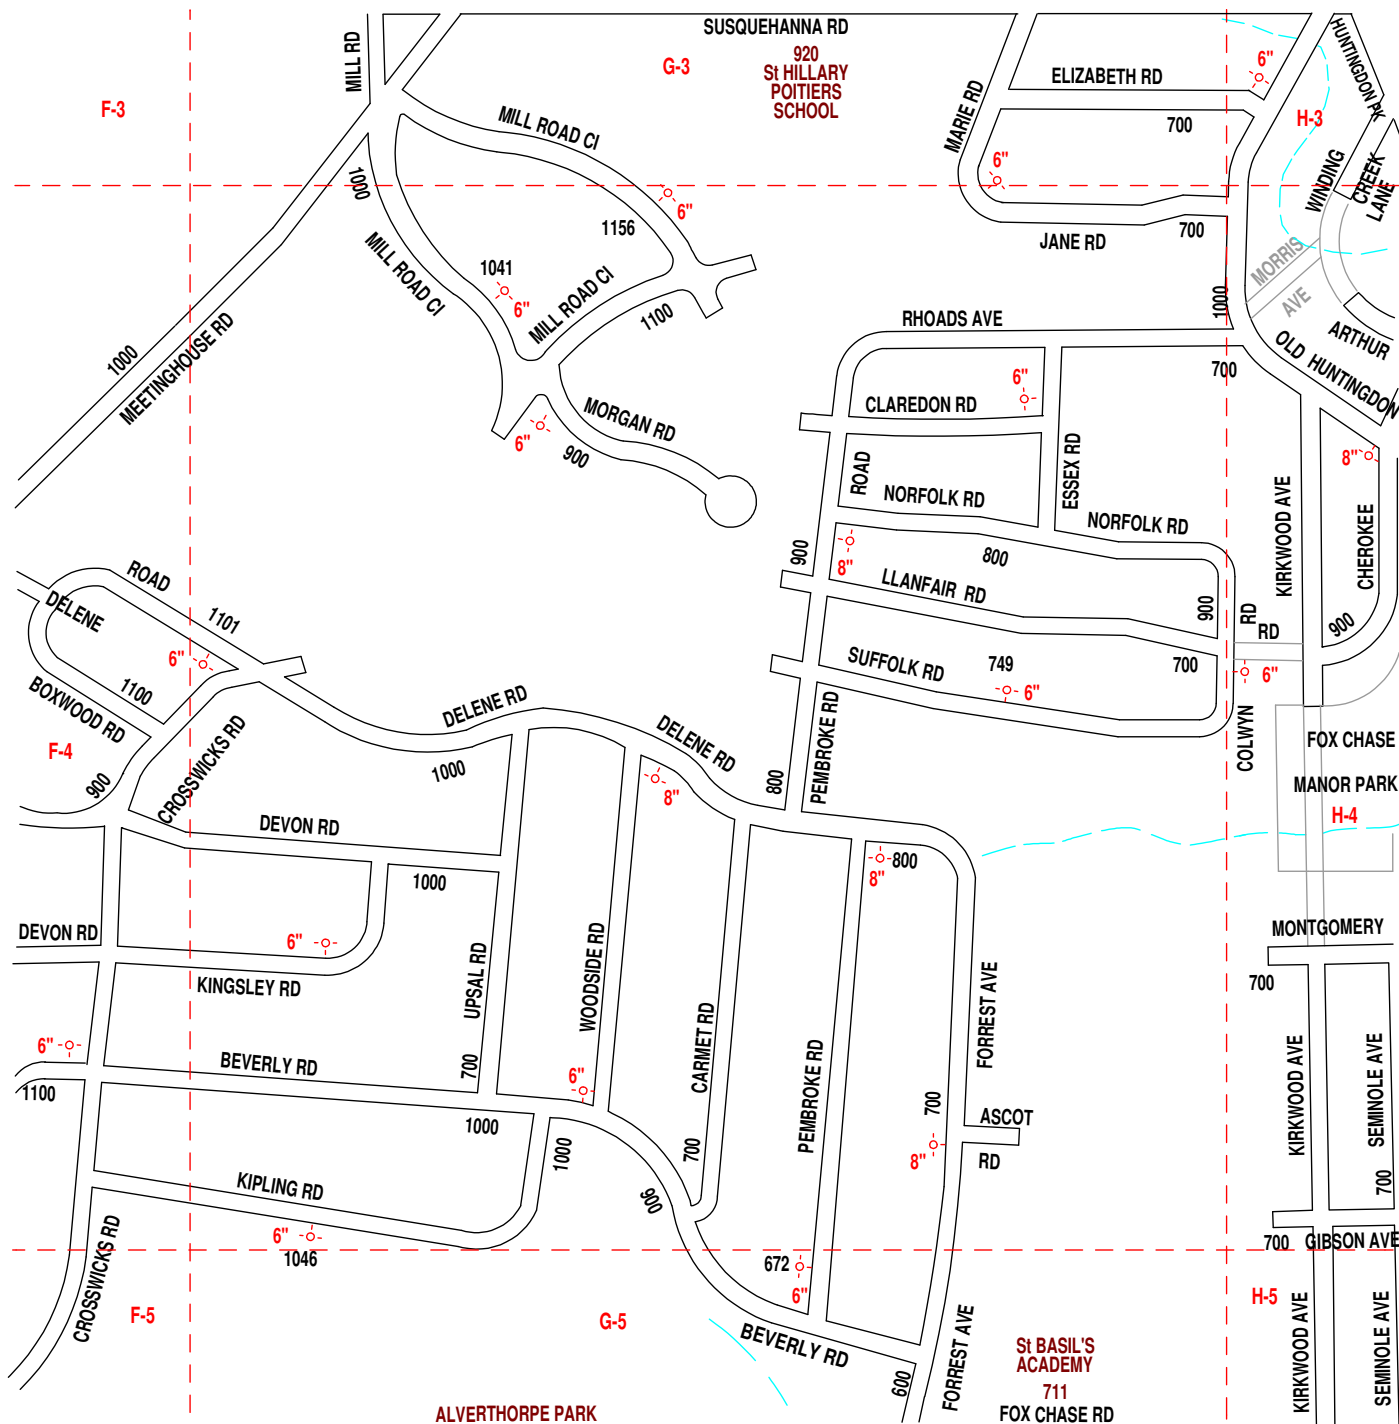 SUSQUEHANNA RD
920
St HILLARY
POITIERS
SCHOOL
G-3
F-3
H-3
MILL RD
MILL ROAD CI
MARIE RD
ELIZABETH RD
6"
700
HUNTINGDON PK
WINDING
CREEK
LANE
6"
6"
1000
1156
JANE RD
700
MORRIS
AVE
MILL ROAD CI
1041
6"
MILL ROAD CI
1100
1000
ARTHUR
OLD HUNTINGDON
1000
MEETINGHOUSE RD
RHOADS AVE
700
6"
CLAREDON RD
MORGAN RD
900
6"
ESSEX RD
ROAD
NORFOLK RD
NORFOLK RD
800
900
8"
LLANFAIR RD
900
700
SUFFOLK RD
749
6"
KIRKWOOD AVE
CHEROKEE
8"
900
RD
RD
6"
COLWYN
FOX CHASE
MANOR PARK
H-4
ROAD
DELENE
1101
6"
1100
BOXWOOD RD
F-4
900
CROSSWICKS RD
DELENE RD
1000
DELENE RD
8"
PEMBROKE RD
800
DEVON RD
1000
800
8"
DEVON RD
6"
KINGSLEY RD
UPSAL RD
700
WOODSIDE RD
6"
CARMET RD
700
PEMBROKE RD
FORREST AVE
700
8"
ASCOT
RD
MONTGOMERY
700
KIRKWOOD AVE
SEMINOLE AVE
700
6"
1100
BEVERLY RD
1000
1000
900
KIPLING RD
6"
1046
CROSSWICKS RD
F-5
G-5
672
6"
BEVERLY RD
600
FORREST AVE
St BASIL'S
ACADEMY
711
FOX CHASE RD
ALVERTHORPE PARK
700
GIBSON AVE
H-5
KIRKWOOD AVE
SEMINOLE AVE